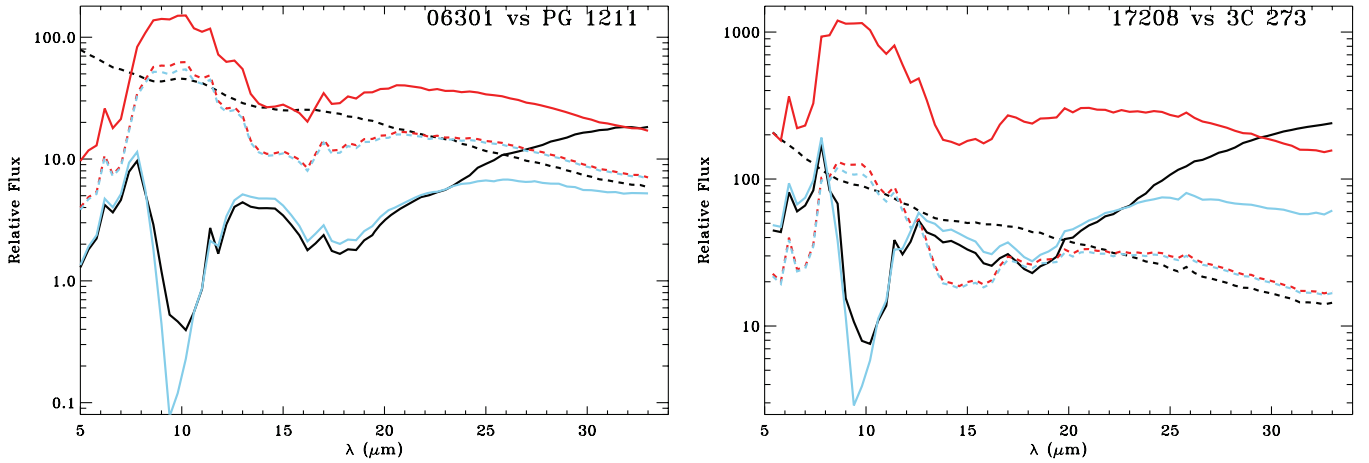 06301 vs PG 1211
100.0
10.0
1.0
0.1
Relative Flux
5 10 15 20 25 30
λ (μm)
17208 vs 3C 273
1000
100
10
Relative Flux
5 10 15 20 25 30
λ (μm)